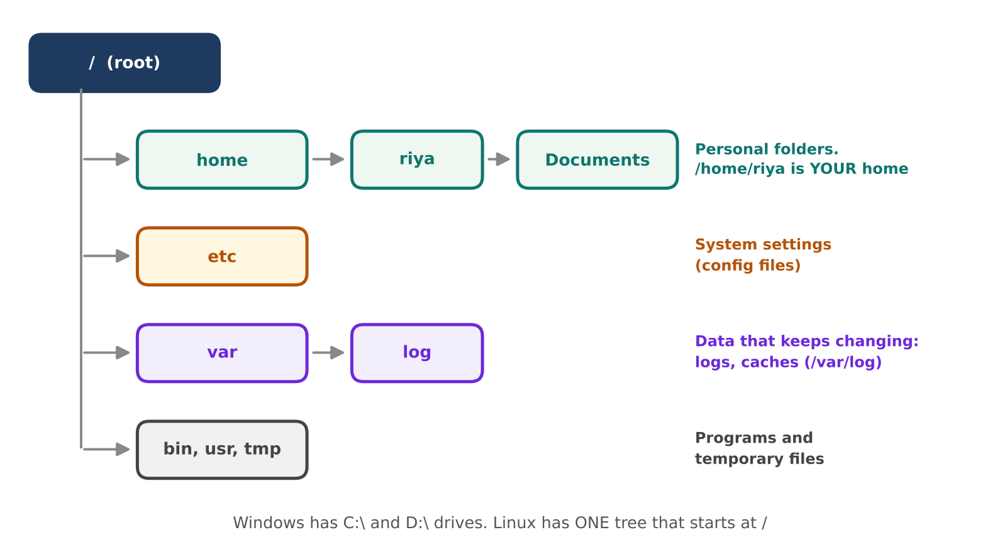 /  (root)
home
riya
Documents
Personal folders.
/home/riya is YOUR home
etc
System settings
(config files)
var
log
Data that keeps changing:
logs, caches (/var/log)
bin, usr, tmp
Programs and
temporary files
Windows has C:\ and D:\ drives. Linux has ONE tree that starts at /